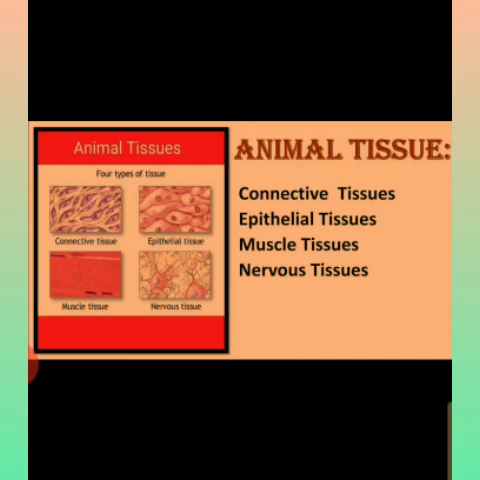 Animal Tissues
Four types of tissue
Connective tissue
Epithelial tissue
Muscle tissue
Nervous tissue
ANIMAL TISSUE:
Connective Tissues
Epithelial Tissues
Muscle Tissues
Nervous Tissues